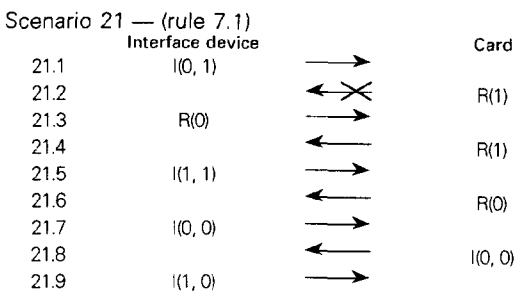 Scenario 21 — (rule 7.1)
Interface device Card
21.1 I(0, 1)
21.2 R(1)
21.3 R(0)
21.4 R(1)
21.5 I(1, 1)
21.6 R(0)
21.7 I(0, 0)
21.8 I(0, 0)
21.9 I(1, 0)